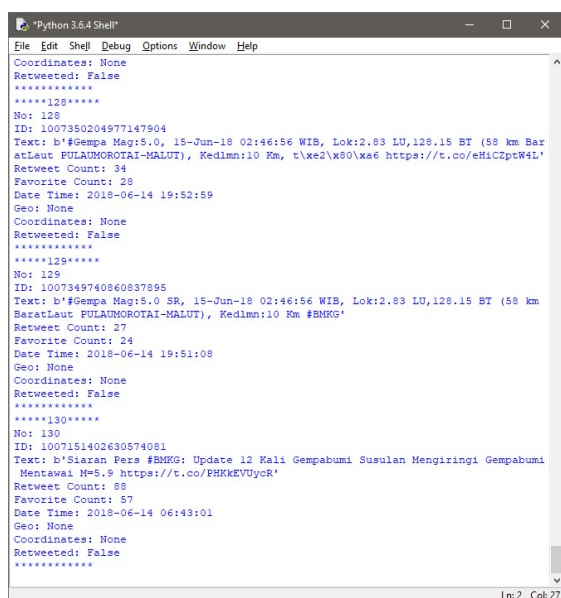 *Python 3.6.4 Shell*
File Edit Shell Debug Options Window Help
Coordinates: None
Retweeted: False
************
*****128*****
No: 128
ID: 1007350204977147904
Text: b'#Gempa Mag:5.0, 15-Jun-18 02:46:56 WIB, Lok:2.83 LU,128.15 BT (58 km Bar
atLaut PULAUMOROTAI-MALUT), Kedlmn:10 Km, t\xe2\x80\xa6 https://t.co/eHiCZptW4L'
Retweet Count: 34
Favorite Count: 28
Date Time: 2018-06-14 19:52:59
Geo: None
Coordinates: None
Retweeted: False
************
*****129*****
No: 129
ID: 1007349740860837895
Text: b'#Gempa Mag:5.0 SR, 15-Jun-18 02:46:56 WIB, Lok:2.83 LU,128.15 BT (58 km
BaratLaut PULAUMOROTAI-MALUT), Kedlmn:10 Km #BMKG'
Retweet Count: 27
Favorite Count: 24
Date Time: 2018-06-14 19:51:08
Geo: None
Coordinates: None
Retweeted: False
************
*****130*****
No: 130
ID: 1007151402630574081
Text: b'Siaran Pers #BMKG: Update 12 Kali Gempabumi Susulan Mengiringi Gempabumi
Mentawai M=5.9 https://t.co/PHKkEVUycR'
Retweet Count: 88
Favorite Count: 57
Date Time: 2018-06-14 06:43:01
Geo: None
Coordinates: None
Retweeted: False
************
Ln: 2 Col: 27